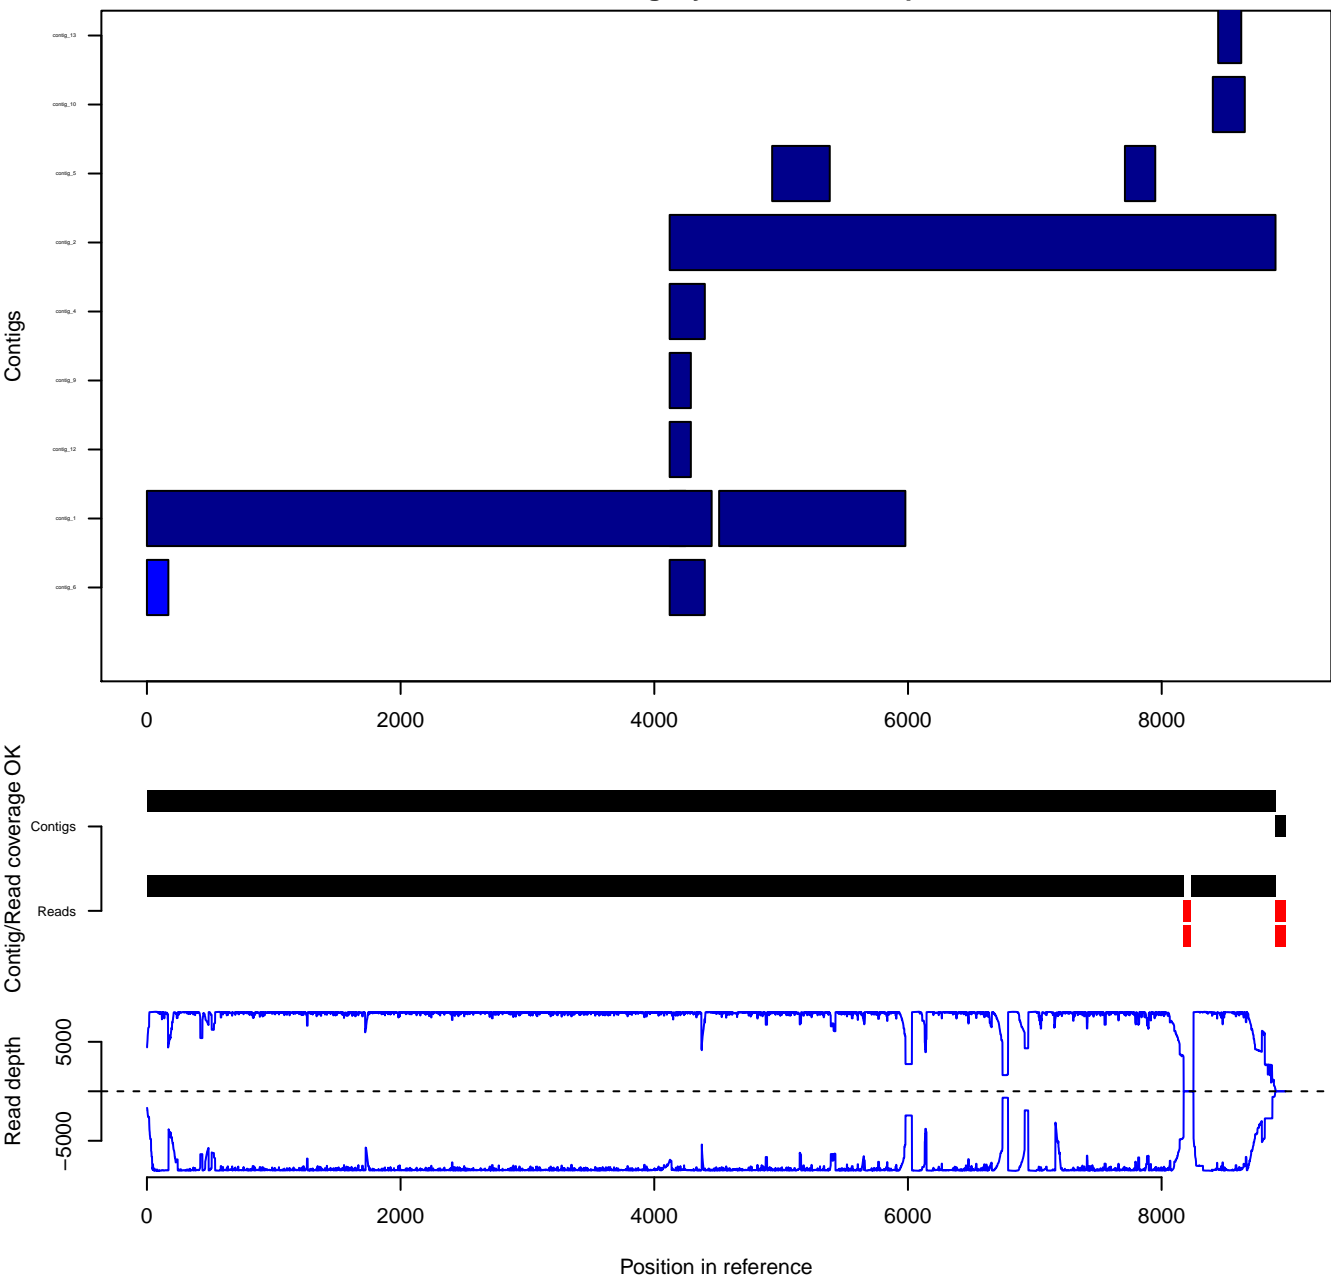 contig_13
contig_10
contig_5
contig_2
contig_4
contig_9
contig_12
contig_1
contig_6
Contigs
0 2000 4000 6000 8000
Contig/Read coverage OK
Contigs
Reads
Read depth
5000
−5000
0 2000 4000 6000 8000
Position in reference